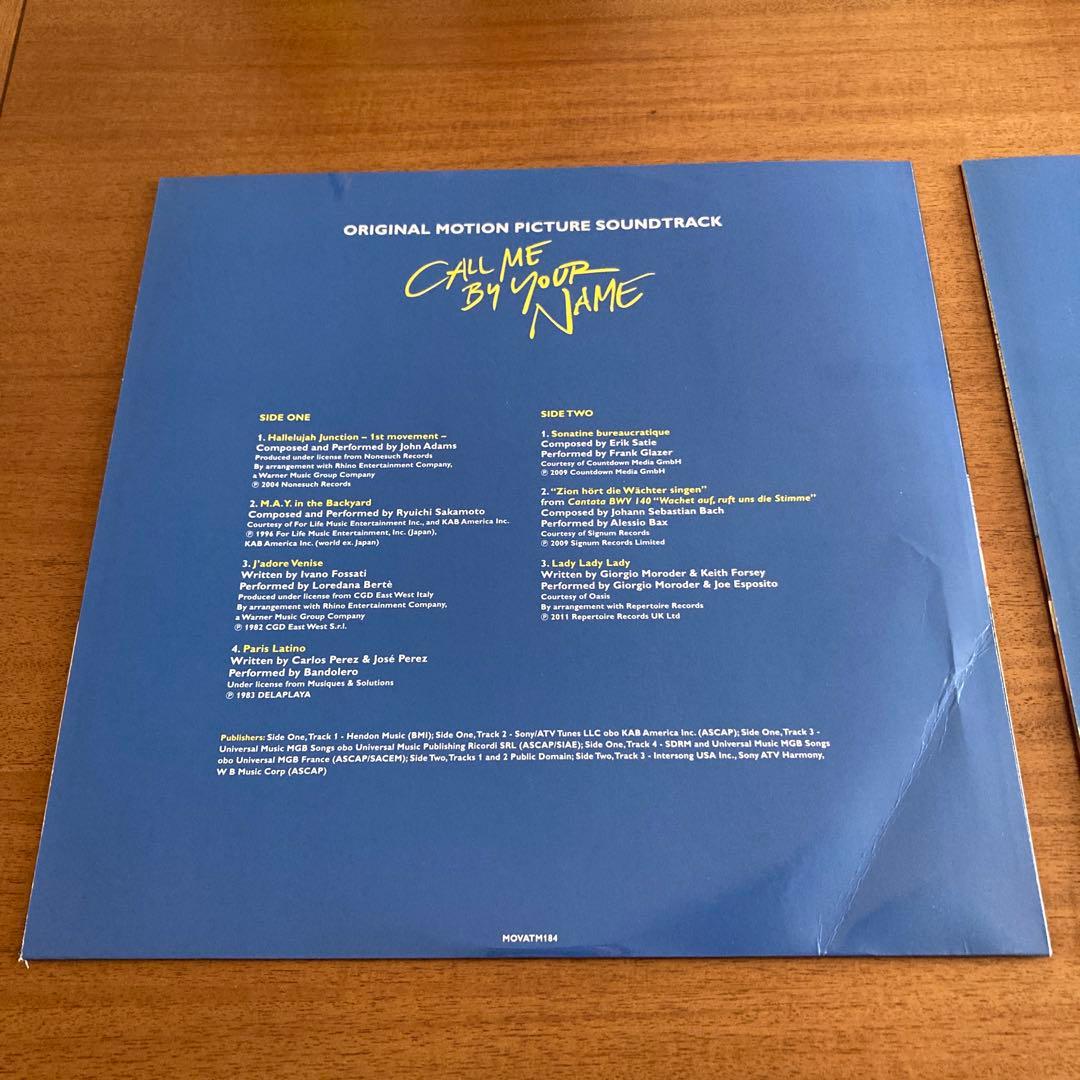 ORIGINAL MOTION PICTURE SOUNDTRACK
CALL ME
BY YOUR
NAME
SIDE ONE
1. Hallelujah Junction – 1st movement –
Composed and Performed by John Adams
Produced under license from Nonesuch Records
By arrangement with Rhino Entertainment Company,
a Warner Music Group Company
℗ 2004 Nonesuch Records
2. M.A.Y. in the Backyard
Composed and Performed by Ryuichi Sakamoto
Courtesy of For Life Music Entertainment Inc., and KAB America Inc.
℗ 1996 For Life Music Entertainment, Inc. (Japan),
KAB America Inc. (world ex. Japan)
3. J'adore Venise
Written by Ivano Fossati
Performed by Loredana Bertè
Produced under license from CGD East West Italy
By arrangement with Rhino Entertainment Company,
a Warner Music Group Company
℗ 1982 CGD East West S.r.l.
4. Paris Latino
Written by Carlos Perez & José Perez
Performed by Bandolero
Under license from Musiques & Solutions
℗ 1983 DELAPLAYA
SIDE TWO
1. Sonatine bureaucratique
Composed by Erik Satie
Performed by Frank Glazer
Courtesy of Countdown Media GmbH
℗ 2009 Countdown Media GmbH
2. “Zion hört die Wächter singen”
from Cantata BWV 140 “Wachet auf, ruft uns die Stimme”
Composed by Johann Sebastian Bach
Performed by Alessio Bax
Courtesy of Signum Records
℗ 2009 Signum Records Limited
3. Lady Lady Lady
Written by Giorgio Moroder & Keith Forsey
Performed by Giorgio Moroder & Joe Esposito
Courtesy of Oasis
By arrangement with Repertoire Records
℗ 2011 Repertoire Records UK Ltd
Publishers: Side One, Track 1 - Hendon Music (BMI); Side One, Track 2 - Sony/ATV Tunes LLC obo KAB America Inc. (ASCAP); Side One, Track 3 -
Universal Music MGB Songs obo Universal Music Publishing Ricordi SRL (ASCAP/SIAE); Side One, Track 4 - SDRM and Universal Music MGB Songs
obo Universal MGB France (ASCAP/SACEM); Side Two, Tracks 1 and 2 Public Domain; Side Two, Track 3 - Intersong USA Inc., Sony ATV Harmony,
W B Music Corp (ASCAP)
MOVATM184